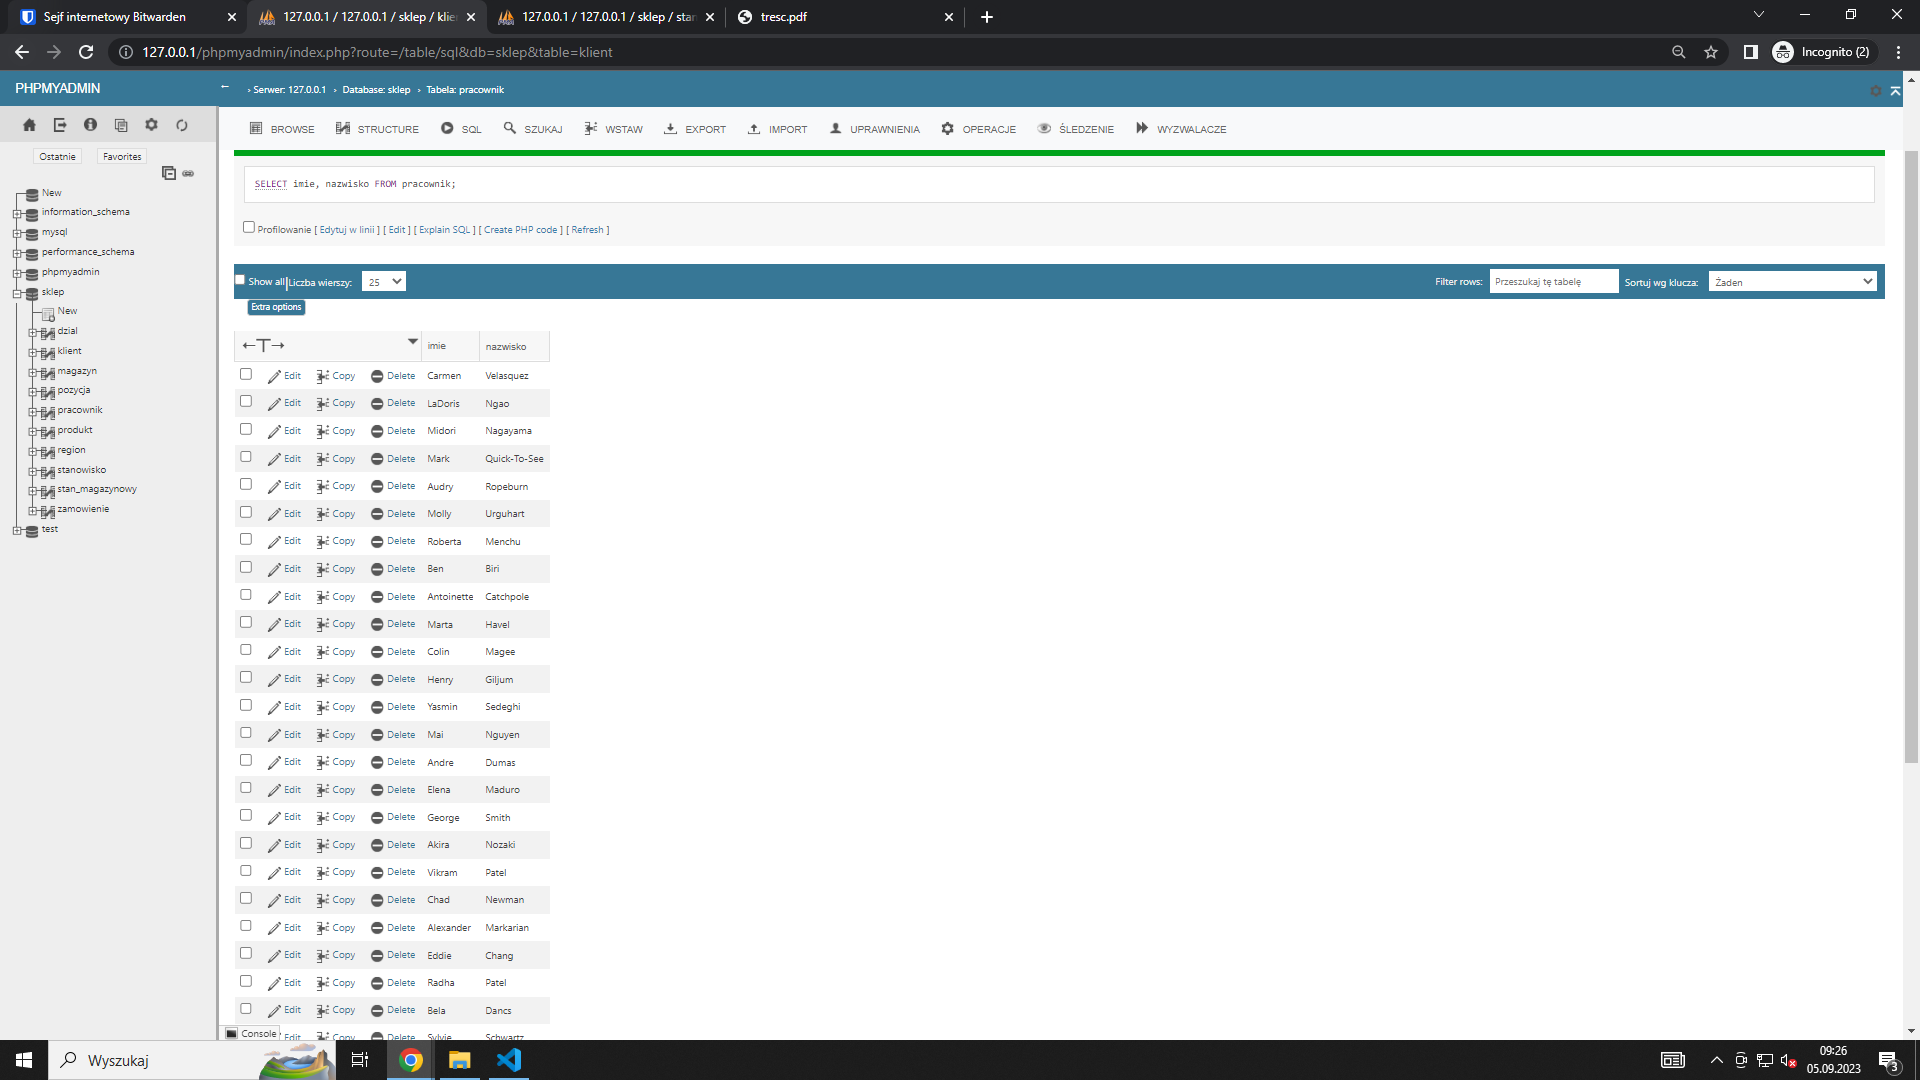 Sejf internetowy Bitwarden
127.0.0.1 / 127.0.0.1 / sklep / klie
127.0.0.1 / 127.0.0.1 / sklep / sta
tresc.pdf
127.0.0.1/phpmyadmin/index.php?route=/table/sql&db=sklep&table=klient
Incognito (2)
PHPMYADMIN
Serwer: 127.0.0.1 › Database: sklep › Tabela: pracownik
BROWSE STRUCTURE SQL SZUKAJ WSTAW EXPORT IMPORT UPRAWNIENIA OPERACJE ŚLEDZENIE WYZWALACZE
Ostatnie Favorites
New
information_schema
mysql
performance_schema
phpmyadmin
sklep
New
dzial
klient
magazyn
pozycja
pracownik
produkt
region
stanowisko
stan_magazynowy
zamowienie
test
SELECT imie, nazwisko FROM pracownik;
Profilowanie [ Edytuj w linii ] [ Edit ] [ Explain SQL ] [ Create PHP code ] [ Refresh ]
Show all Liczba wierszy: 25 Filter rows: Przeszukaj tę tabelę Sortuj wg klucza: Żaden
Extra options
←T→ imie nazwisko
Edit Copy Delete Carmen Velasquez
Edit Copy Delete LaDoris Ngao
Edit Copy Delete Midori Nagayama
Edit Copy Delete Mark Quick-To-See
Edit Copy Delete Audry Ropeburn
Edit Copy Delete Molly Urguhart
Edit Copy Delete Roberta Menchu
Edit Copy Delete Ben Biri
Edit Copy Delete Antoinette Catchpole
Edit Copy Delete Marta Havel
Edit Copy Delete Colin Magee
Edit Copy Delete Henry Giljum
Edit Copy Delete Yasmin Sedeghi
Edit Copy Delete Mai Nguyen
Edit Copy Delete Andre Dumas
Edit Copy Delete Elena Maduro
Edit Copy Delete George Smith
Edit Copy Delete Akira Nozaki
Edit Copy Delete Vikram Patel
Edit Copy Delete Chad Newman
Edit Copy Delete Alexander Markarian
Edit Copy Delete Eddie Chang
Edit Copy Delete Radha Patel
Edit Copy Delete Bela Dancs
Edit Copy Delete Sylvie Schwartz
Console
Wyszukaj
09:26
05.09.2023
3